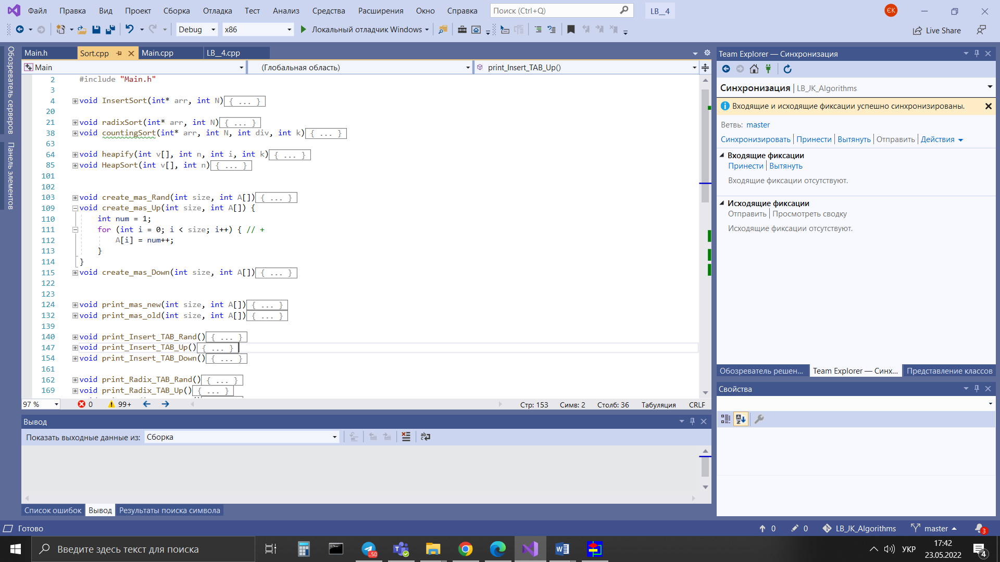 Файл Правка Вид Проект Сборка Отладка Тест Анализ Средства Расширения Окно Справка Поиск (Ctrl+Q) LB__4 ЄК
Debug x86 Локальный отладчик Windows Live Share
Обозреватель серверов
Панель элементов
Main.h Sort.cpp Main.cpp LB__4.cpp
Main (Глобальная область) print_Insert_TAB_Up()
2 #include "Main.h"
3
4 void InsertSort(int* arr, int N){ ... }
20
21 void radixSort(int* arr, int N){ ... }
38 void countingSort(int* arr, int N, int div, int k){ ... }
63
64 void heapify(int v[], int n, int i, int k){ ... }
85 void HeapSort(int v[], int n){ ... }
101
102
103 void create_mas_Rand(int size, int A[]){ ... }
109 void create_mas_Up(int size, int A[]) {
110 int num = 1;
111 for (int i = 0; i < size; i++) { // +
112 A[i] = num++;
113 }
114 }
115 void create_mas_Down(int size, int A[]){ ... }
122
123
124 void print_mas_new(int size, int A[]){ ... }
132 void print_mas_old(int size, int A[]){ ... }
139
140 void print_Insert_TAB_Rand(){ ... }
147 void print_Insert_TAB_Up(){ ... }
154 void print_Insert_TAB_Down(){ ... }
161
162 void print_Radix_TAB_Rand(){ ... }
169 void print_Radix_TAB_Up(){ ... }
97 % 0 99+ Стр: 153 Симв: 2 Столб: 36 Табуляция CRLF
Вывод
Показать выходные данные из: Сборка
Список ошибок Вывод Результаты поиска символа
Team Explorer — Синхронизация
Синхронизация | LB_JK_Algorithms
Входящие и исходящие фиксации успешно синхронизированы.
Ветвь: master
Синхронизировать | Принести | Вытянуть | Отправить | Действия
Входящие фиксации
Принести | Вытянуть
Входящие фиксации отсутствуют.
Исходящие фиксации
Отправить | Просмотреть сводку
Исходящие фиксации отсутствуют.
Обозреватель решен... Team Explorer — Синх... Представление классов
Свойства
Готово 0 0 LB_JK_Algorithms master 3
Введите здесь текст для поиска ..50 УКР 17:42
23.05.2022 4